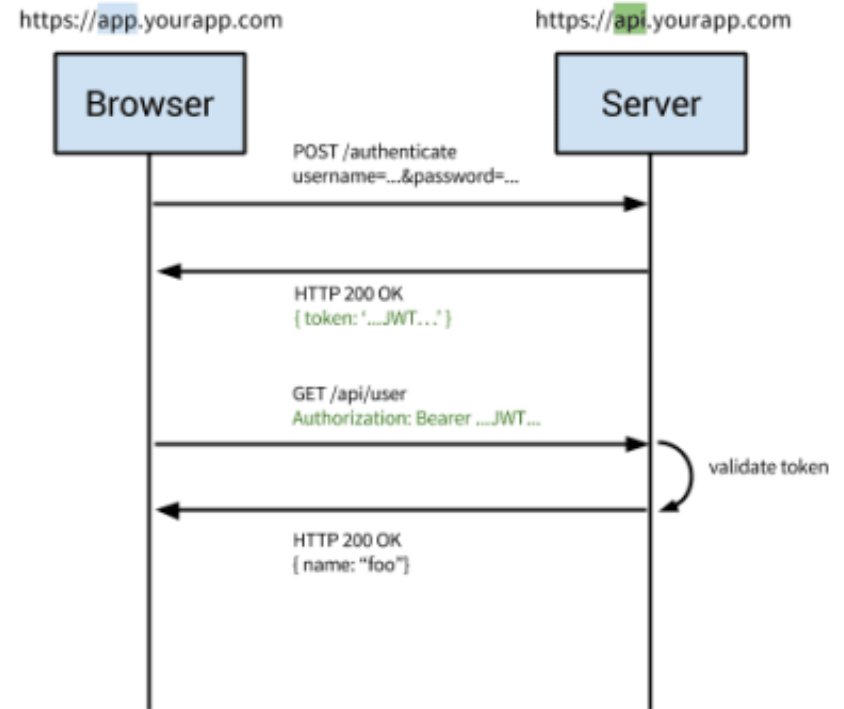 https://app.yourapp.com
https://api.yourapp.com
Browser
Server
POST /authenticate
username=...&password=...
HTTP 200 OK
{ token: ‘....JWT…’ }
GET /api/user
Authorization: Bearer ....JWT...
validate token
HTTP 200 OK
{ name: “foo”}